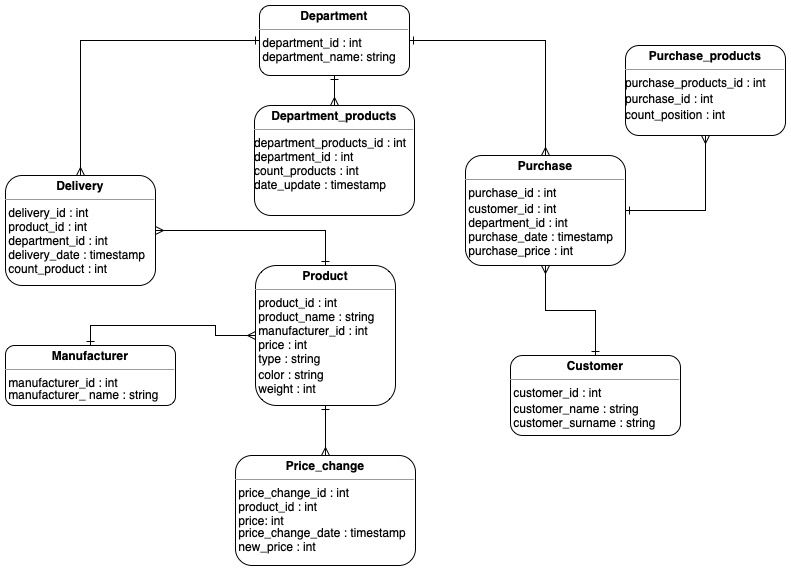 Department
department_id : int
department_name: string
Purchase_products
purchase_products_id : int
purchase_id : int
count_position : int
Department_products
department_products_id : int
department_id : int
count_products : int
date_update : timestamp
Purchase
purchase_id : int
customer_id : int
department_id : int
purchase_date : timestamp
purchase_price : int
Delivery
delivery_id : int
product_id : int
department_id : int
delivery_date : timestamp
count_product : int
Product
product_id : int
product_name : string
manufacturer_id : int
price : int
type : string
color : string
weight : int
Manufacturer
manufacturer_id : int
manufacturer_ name : string
Customer
customer_id : int
customer_name : string
customer_surname : string
Price_change
price_change_id : int
product_id : int
price: int
price_change_date : timestamp
new_price : int